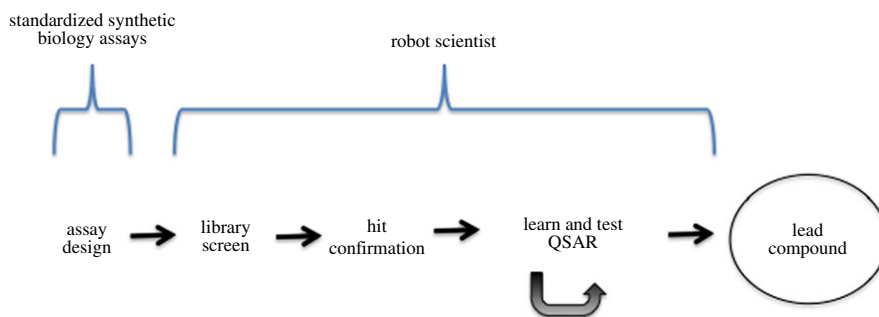 standardized synthetic
biology assays
robot scientist
assay
design
library
screen
hit
confirmation
learn and test
QSAR
lead
compound